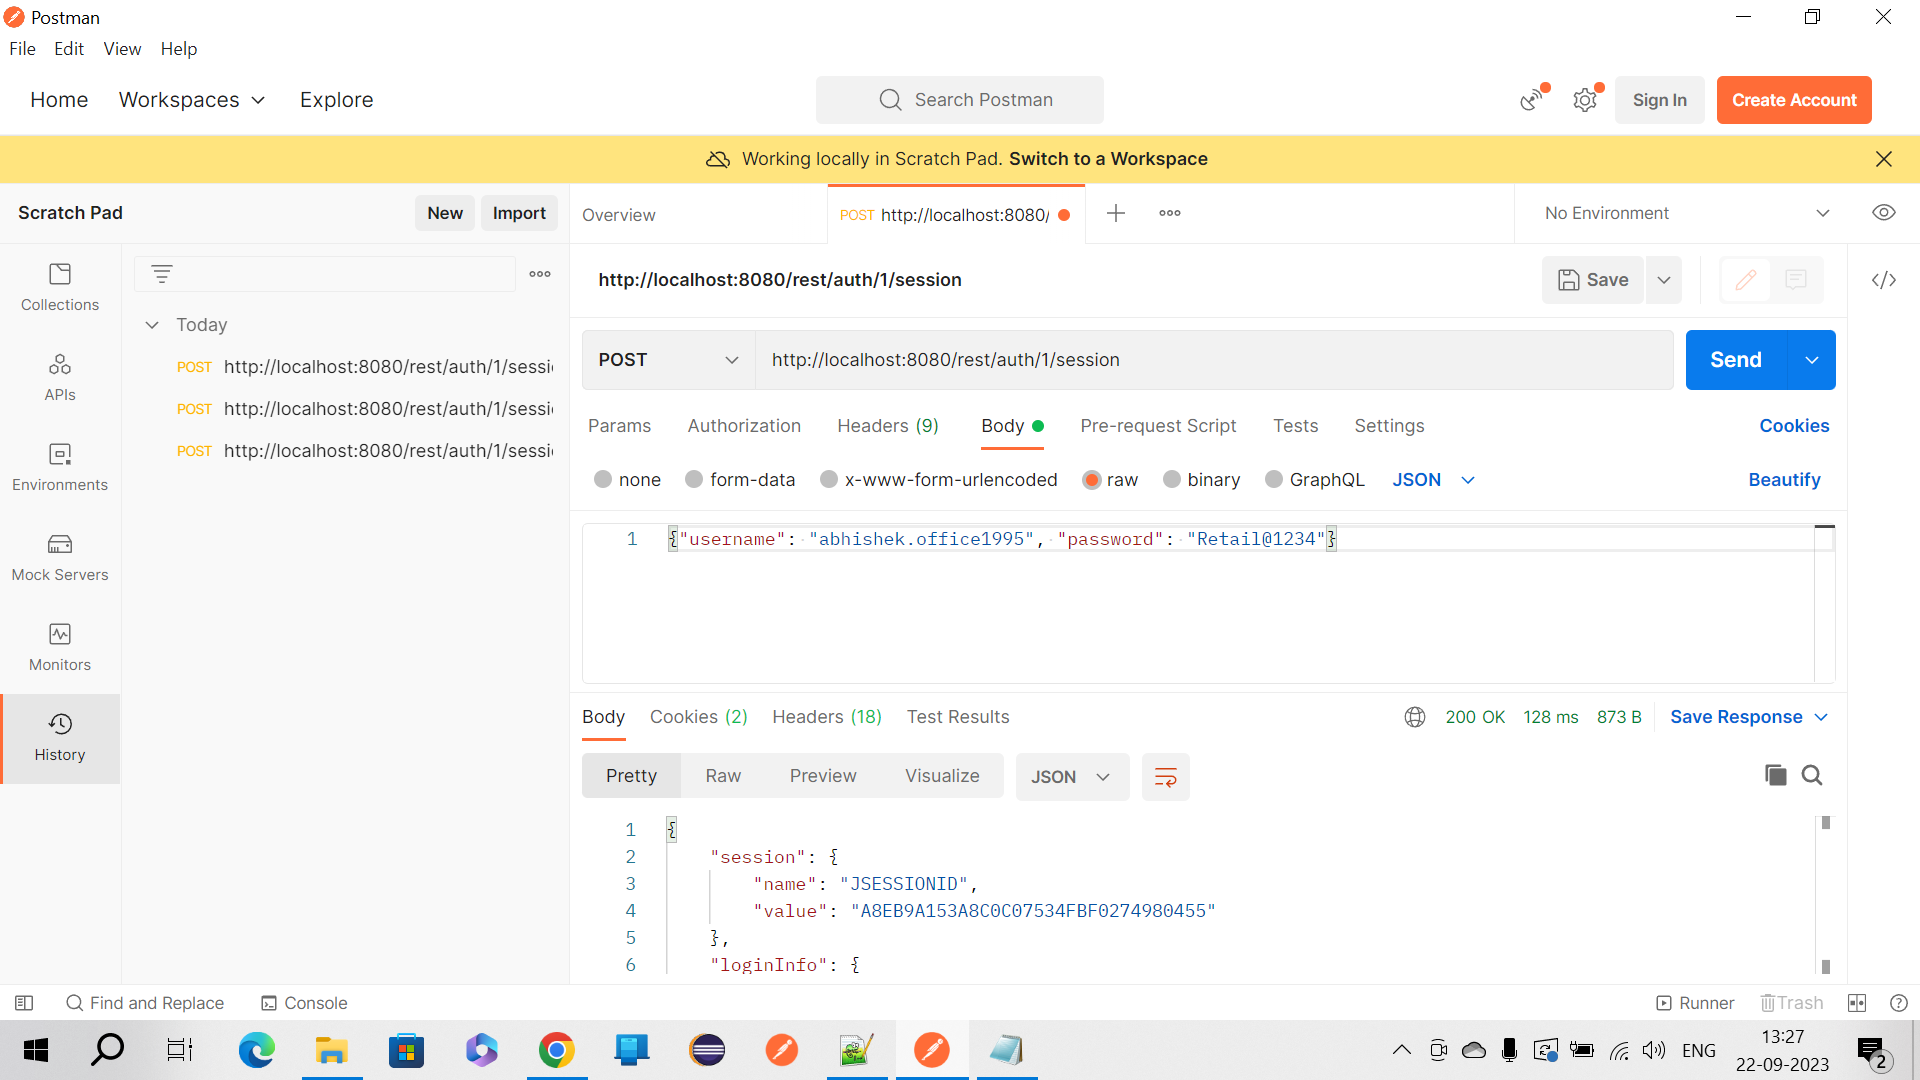 Postman
File Edit View Help
Home Workspaces Explore Search Postman Sign In Create Account
Working locally in Scratch Pad. Switch to a Workspace
Scratch Pad New Import Overview POST http://localhost:8080/ No Environment
http://localhost:8080/rest/auth/1/session Save
Collections
Today
POST http://localhost:8080/rest/auth/1/sessi
POST http://localhost:8080/rest/auth/1/sessi
POST http://localhost:8080/rest/auth/1/sessi
APIs
Environments
Mock Servers
Monitors
History
POST http://localhost:8080/rest/auth/1/session Send
Params Authorization Headers (9) Body Pre-request Script Tests Settings Cookies
none form-data x-www-form-urlencoded raw binary GraphQL JSON Beautify
1 {"username": "abhishek.office1995", "password": "Retail@1234"}
Body Cookies (2) Headers (18) Test Results 200 OK 128 ms 873 B Save Response
Pretty Raw Preview Visualize JSON
1 {
2 "session": {
3 "name": "JSESSIONID",
4 "value": "A8EB9A153A8C0C07534FBF0274980455"
5 },
6 "loginInfo": {
Find and Replace Console Runner Trash
ENG 13:27
22-09-2023 2